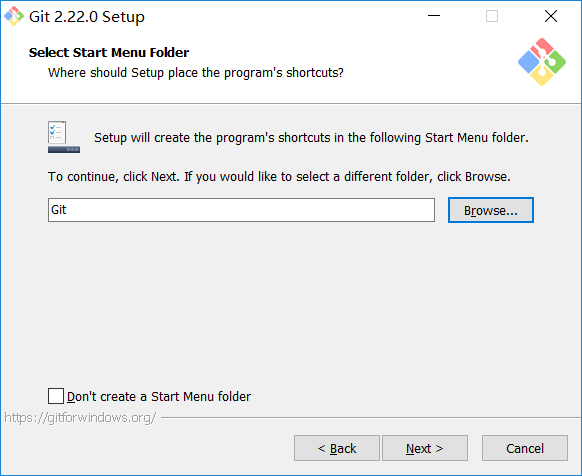 Git 2.22.0 Setup
Select Start Menu Folder
Where should Setup place the program's shortcuts?
Setup will create the program's shortcuts in the following Start Menu folder.
To continue, click Next. If you would like to select a different folder, click Browse.
Git
Browse...
Don't create a Start Menu folder
https://gitforwindows.org/
< Back
Next >
Cancel